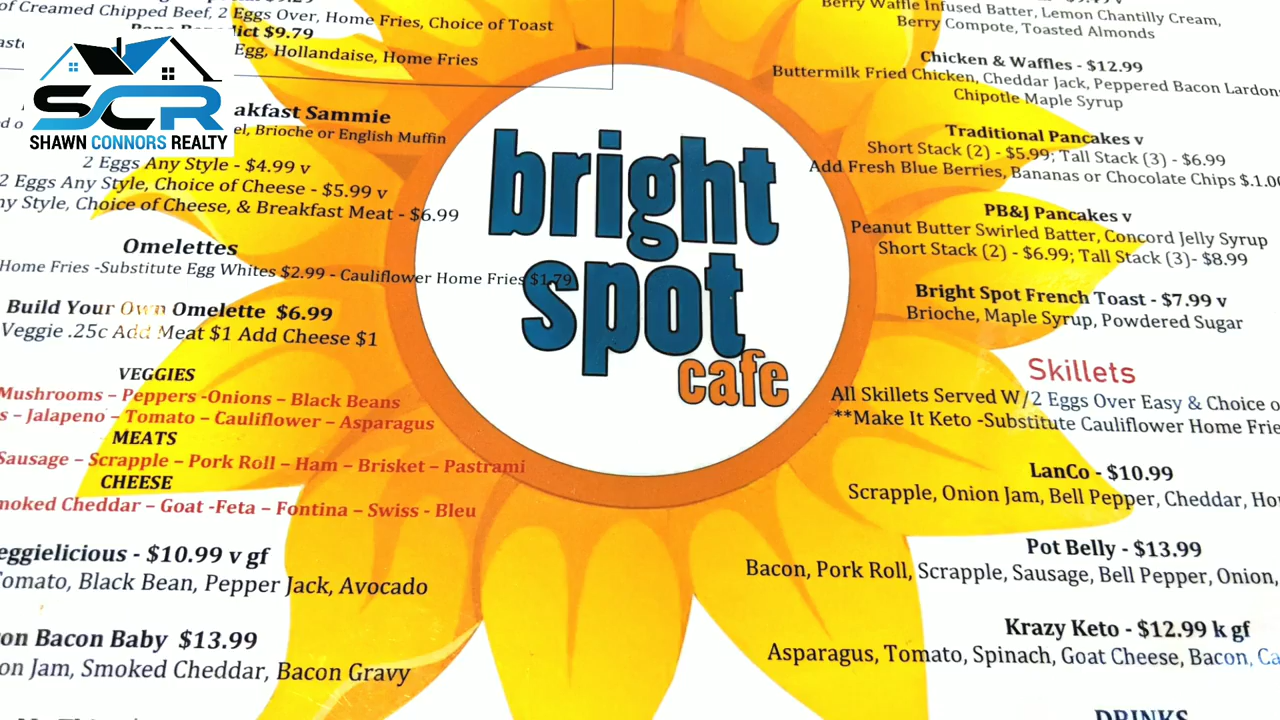 of Creamed Chipped Beef, 2 Eggs Over, Home Fries, Choice of Toast
$9.79
Egg, Hollandaise, Home Fries
SCR
SHAWN CONNORS REALTY
Sammie
Brioche or English Muffin
2 Eggs Any Style - $4.99 v
2 Eggs Any Style, Choice of Cheese - $5.99 v
Style, Choice of Cheese, & Breakfast Meat - $6.99
Omelettes
Home Fries -Substitute Egg Whites $2.99 - Cauliflower Home Fries $1.79
Build Your Own Omelette $6.99
Veggie .25c Add Meat $1 Add Cheese $1
VEGGIES
Mushrooms – Peppers -Onions – Black Beans
– Jalapeno – Tomato – Cauliflower – Asparagus
MEATS
Sausage – Scrapple – Pork Roll – Ham – Brisket – Pastrami
CHEESE
moked Cheddar – Goat -Feta – Fontina – Swiss - Bleu
eggielicious - $10.99 v gf
Tomato, Black Bean, Pepper Jack, Avocado
on Bacon Baby $13.99
on Jam, Smoked Cheddar, Bacon Gravy
bright
spot
cafe
Berry Waffle Infused Batter, Lemon Chantilly Cream,
Berry Compote, Toasted Almonds
Chicken & Waffles - $12.99
Buttermilk Fried Chicken, Cheddar Jack, Peppered Bacon Lardon
Chipotle Maple Syrup
Traditional Pancakes v
Short Stack (2) - $5.99; Tall Stack (3) - $6.99
Add Fresh Blue Berries, Bananas or Chocolate Chips $.1.00
PB&J Pancakes v
Peanut Butter Swirled Batter, Concord Jelly Syrup
Short Stack (2) - $6.99; Tall Stack (3)- $8.99
Bright Spot French Toast - $7.99 v
Brioche, Maple Syrup, Powdered Sugar
Skillets
All Skillets Served W/2 Eggs Over Easy & Choice o
**Make It Keto -Substitute Cauliflower Home Frie
LanCo - $10.99
Scrapple, Onion Jam, Bell Pepper, Cheddar, Ho
Pot Belly - $13.99
Bacon, Pork Roll, Scrapple, Sausage, Bell Pepper, Onion,
Krazy Keto - $12.99 k gf
Asparagus, Tomato, Spinach, Goat Cheese, Bacon, Ca
DRINKS